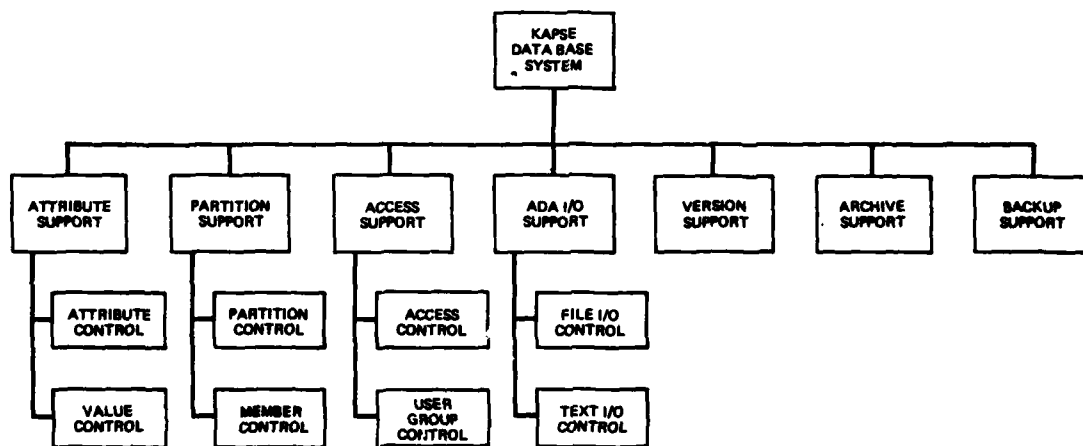 KAPSE
DATA BASE
SYSTEM
ATTRIBUTE
SUPPORT
PARTITION
SUPPORT
ACCESS
SUPPORT
ADA I/O
SUPPORT
VERSION
SUPPORT
ARCHIVE
SUPPORT
BACKUP
SUPPORT
ATTRIBUTE
CONTROL
PARTITION
CONTROL
ACCESS
CONTROL
FILE I/O
CONTROL
VALUE
CONTROL
MEMBER
CONTROL
USER
GROUP
CONTROL
TEXT I/O
CONTROL